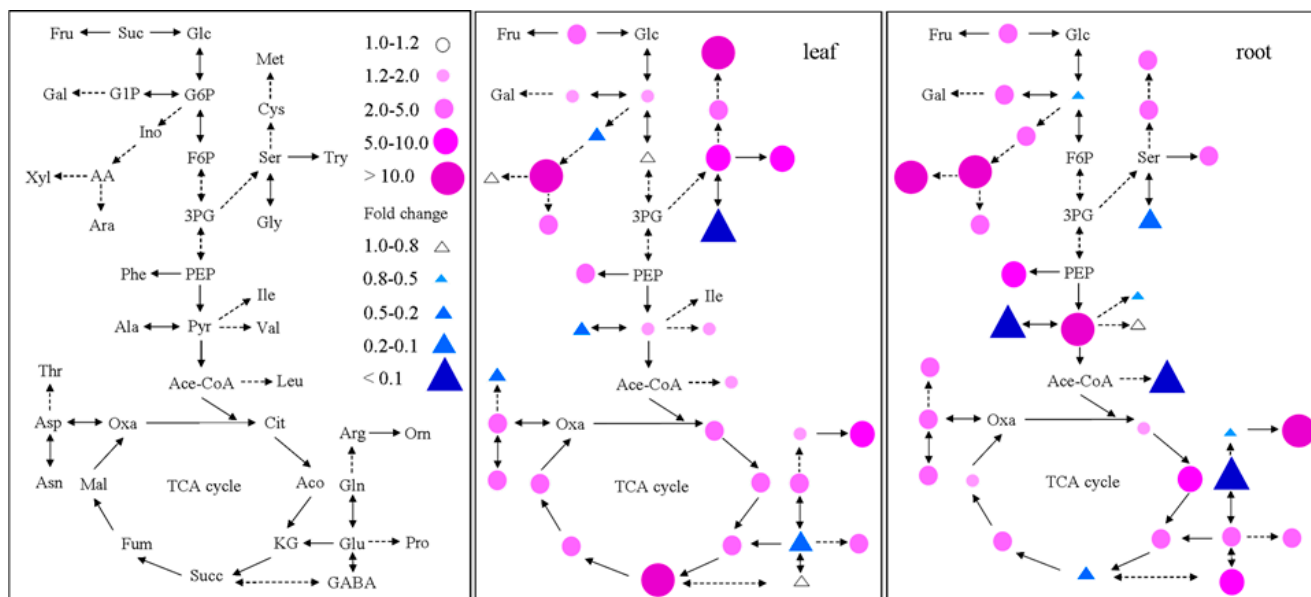 Fru Suc Glc
Gal G1P G6P
Ino
F6P
Xyl AA
Ara
3PG
Met
Cys
Ser Try
Gly
Phe PEP
Ile
Ala Pyr Val
Ace-CoA Leu
Thr
Asp Oxa Cit
Asn Mal
TCA cycle
Aco
Arg Orn
Gln
Fum KG Glu Pro
Succ GABA
1.0-1.2
1.2-2.0
2.0-5.0
5.0-10.0
> 10.0
Fold change
1.0-0.8
0.8-0.5
0.5-0.2
0.2-0.1
< 0.1
leaf
Fru Glc
Gal
3PG
PEP
Ile
Ace-CoA
Oxa
TCA cycle
root
Fru Glc
Gal
F6P Ser
3PG
PEP
Ace-CoA
Oxa
TCA cycle